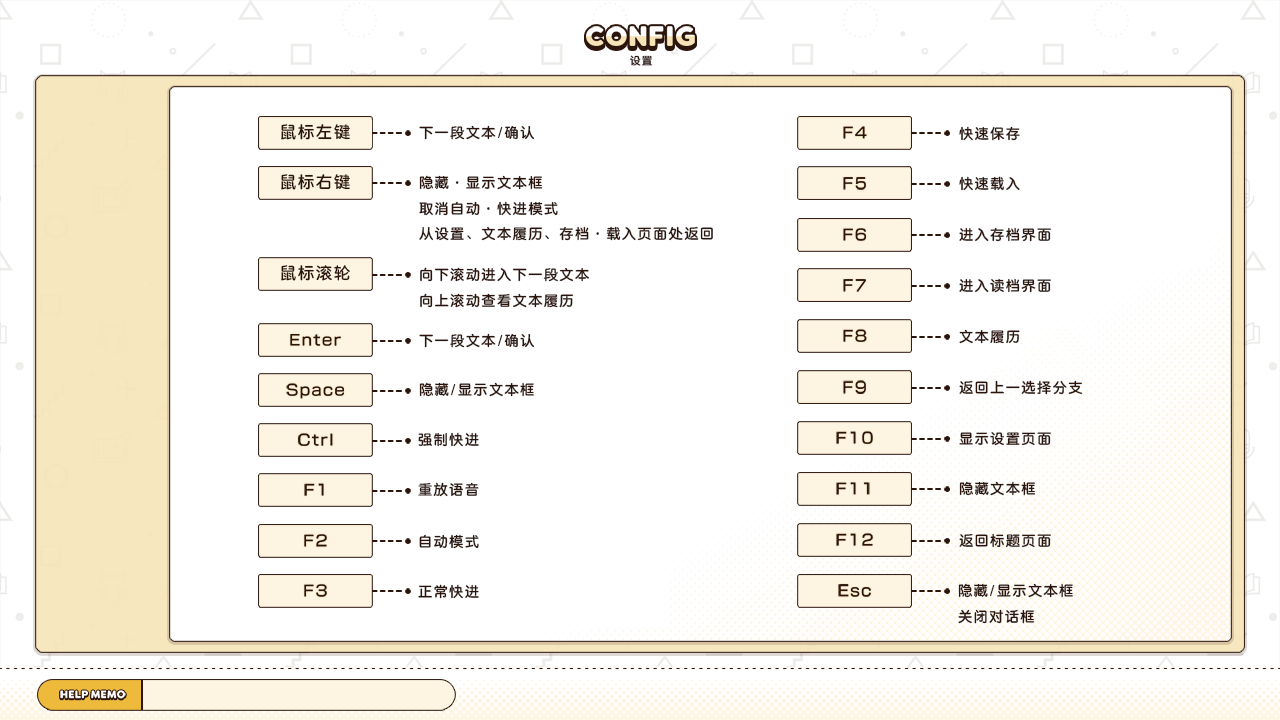 CONFIG
设置
鼠标左键 下一段文本/确认
鼠标右键 隐藏·显示文本框
取消自动·快进模式
从设置、文本履历、存档·载入页面处返回
鼠标滚轮 向下滚动进入下一段文本
向上滚动查看文本履历
Enter 下一段文本/确认
Space 隐藏/显示文本框
Ctrl 强制快进
F1 重放语音
F2 自动模式
F3 正常快进
F4 快速保存
F5 快速载入
F6 进入存档界面
F7 进入读档界面
F8 文本履历
F9 返回上一选择分支
F10 显示设置页面
F11 隐藏文本框
F12 返回标题页面
Esc 隐藏/显示文本框
关闭对话框
HELP MEMO